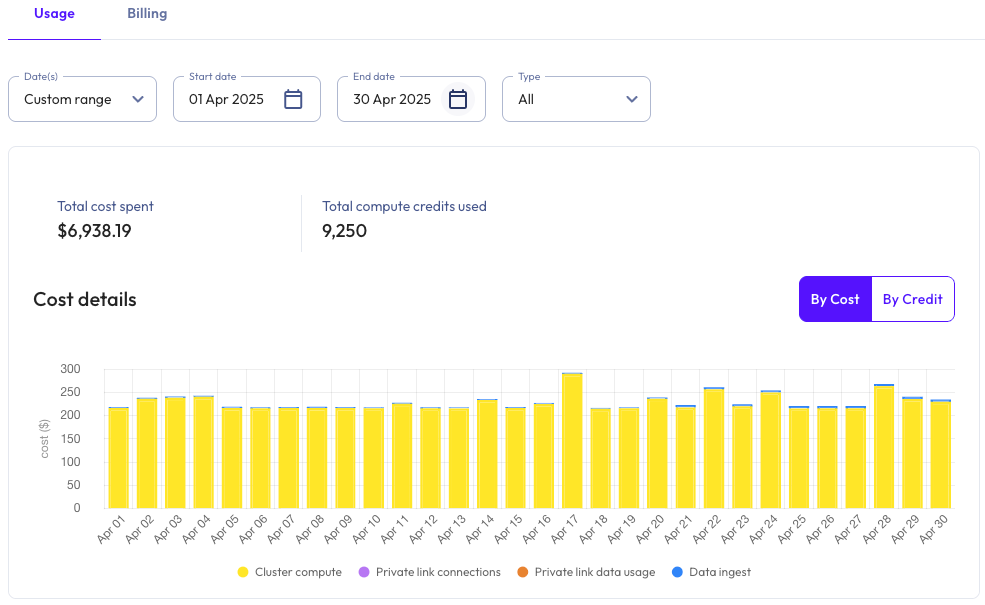 Usage Billing
Date(s) Start date End date Type
Custom range 01 Apr 2025 30 Apr 2025 All
Total cost spent Total compute credits used
$6,938.19 9,250
Cost details By Cost By Credit
cost ($)
300
250
200
150
100
50
0
Apr 01 Apr 02 Apr 03 Apr 04 Apr 05 Apr 06 Apr 07 Apr 08 Apr 09 Apr 10 Apr 11 Apr 12 Apr 13 Apr 14 Apr 15 Apr 16 Apr 17 Apr 18 Apr 19 Apr 20 Apr 21 Apr 22 Apr 23 Apr 24 Apr 25 Apr 26 Apr 27 Apr 28 Apr 29 Apr 30
Cluster compute Private link connections Private link data usage Data ingest